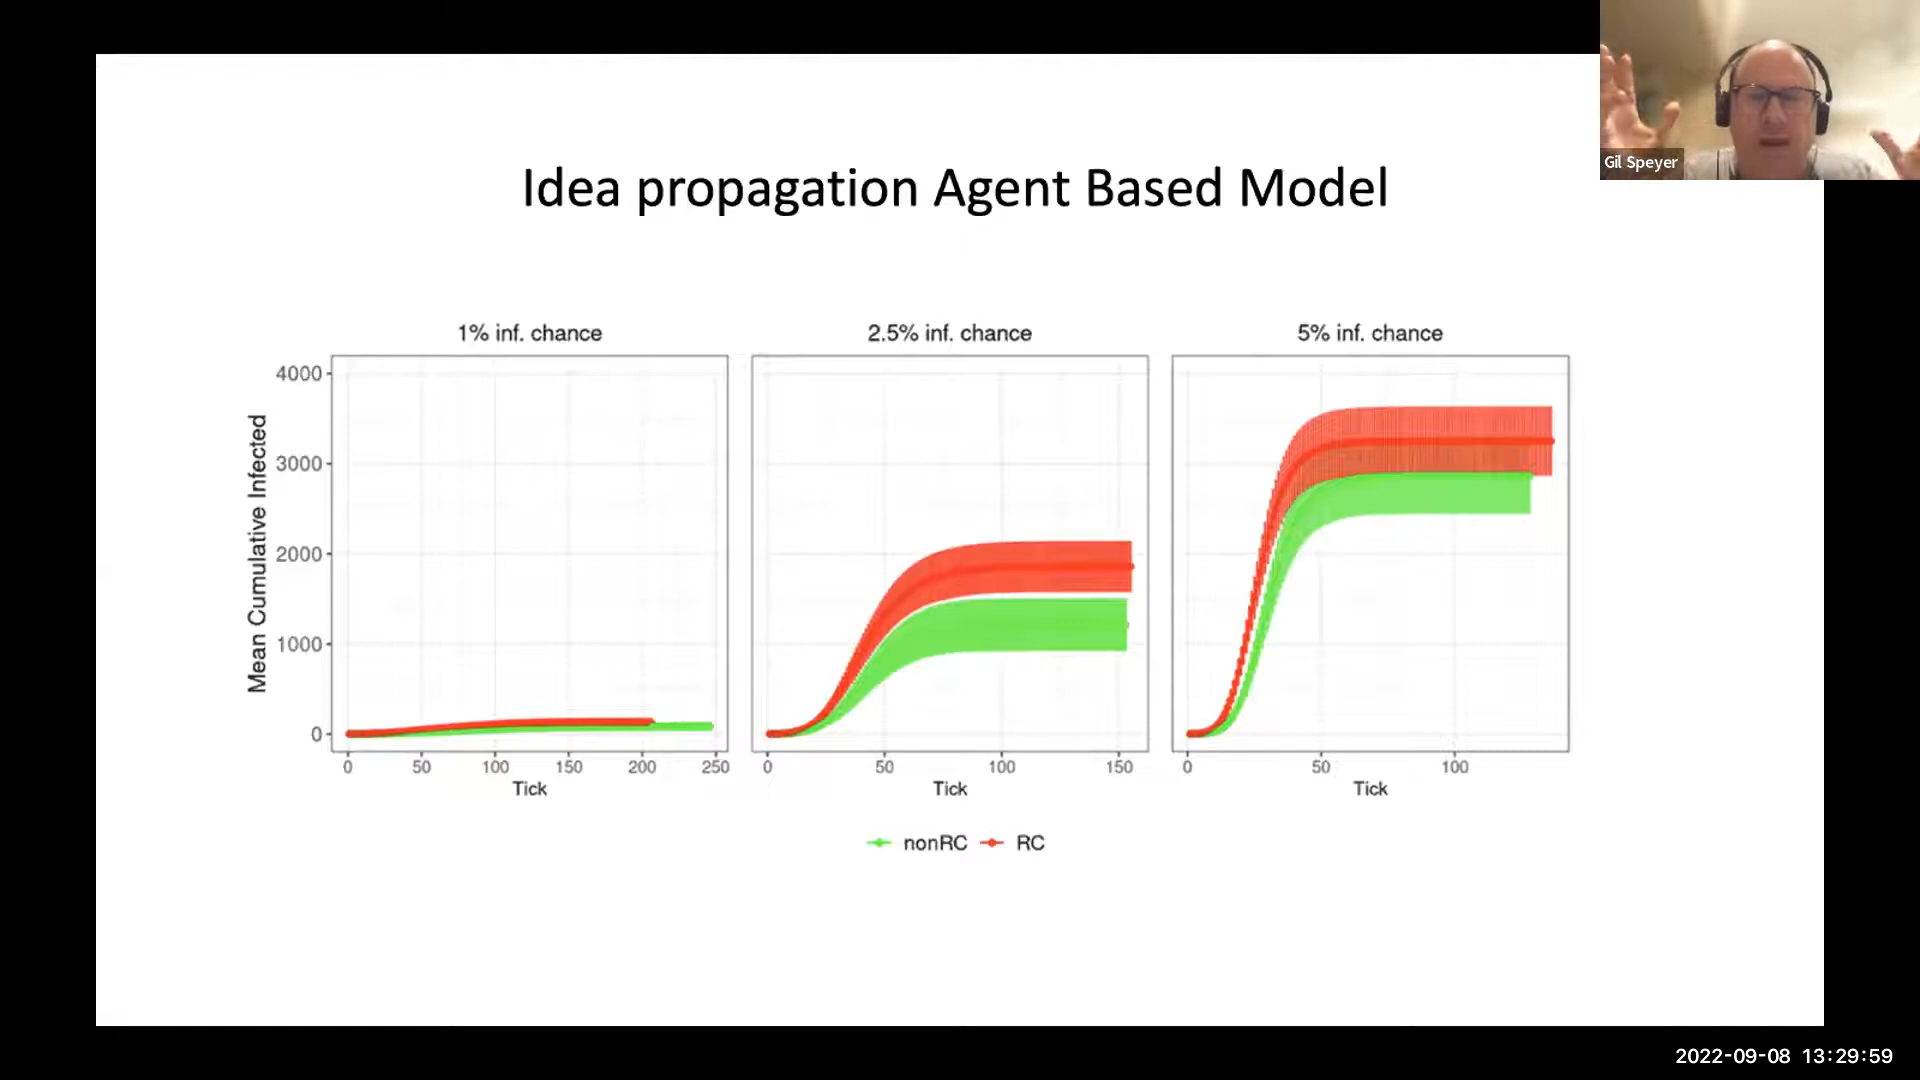 Gil Speyer
Idea propagation Agent Based Model
1% inf. chance
2.5% inf. chance
5% inf. chance
Mean Cumulative Infected
4000
3000
2000
1000
0
0 50 100 150 200 250
0 50 100 150
0 50 100
Tick
Tick
Tick
nonRC RC
2022-09-08 13:29:59